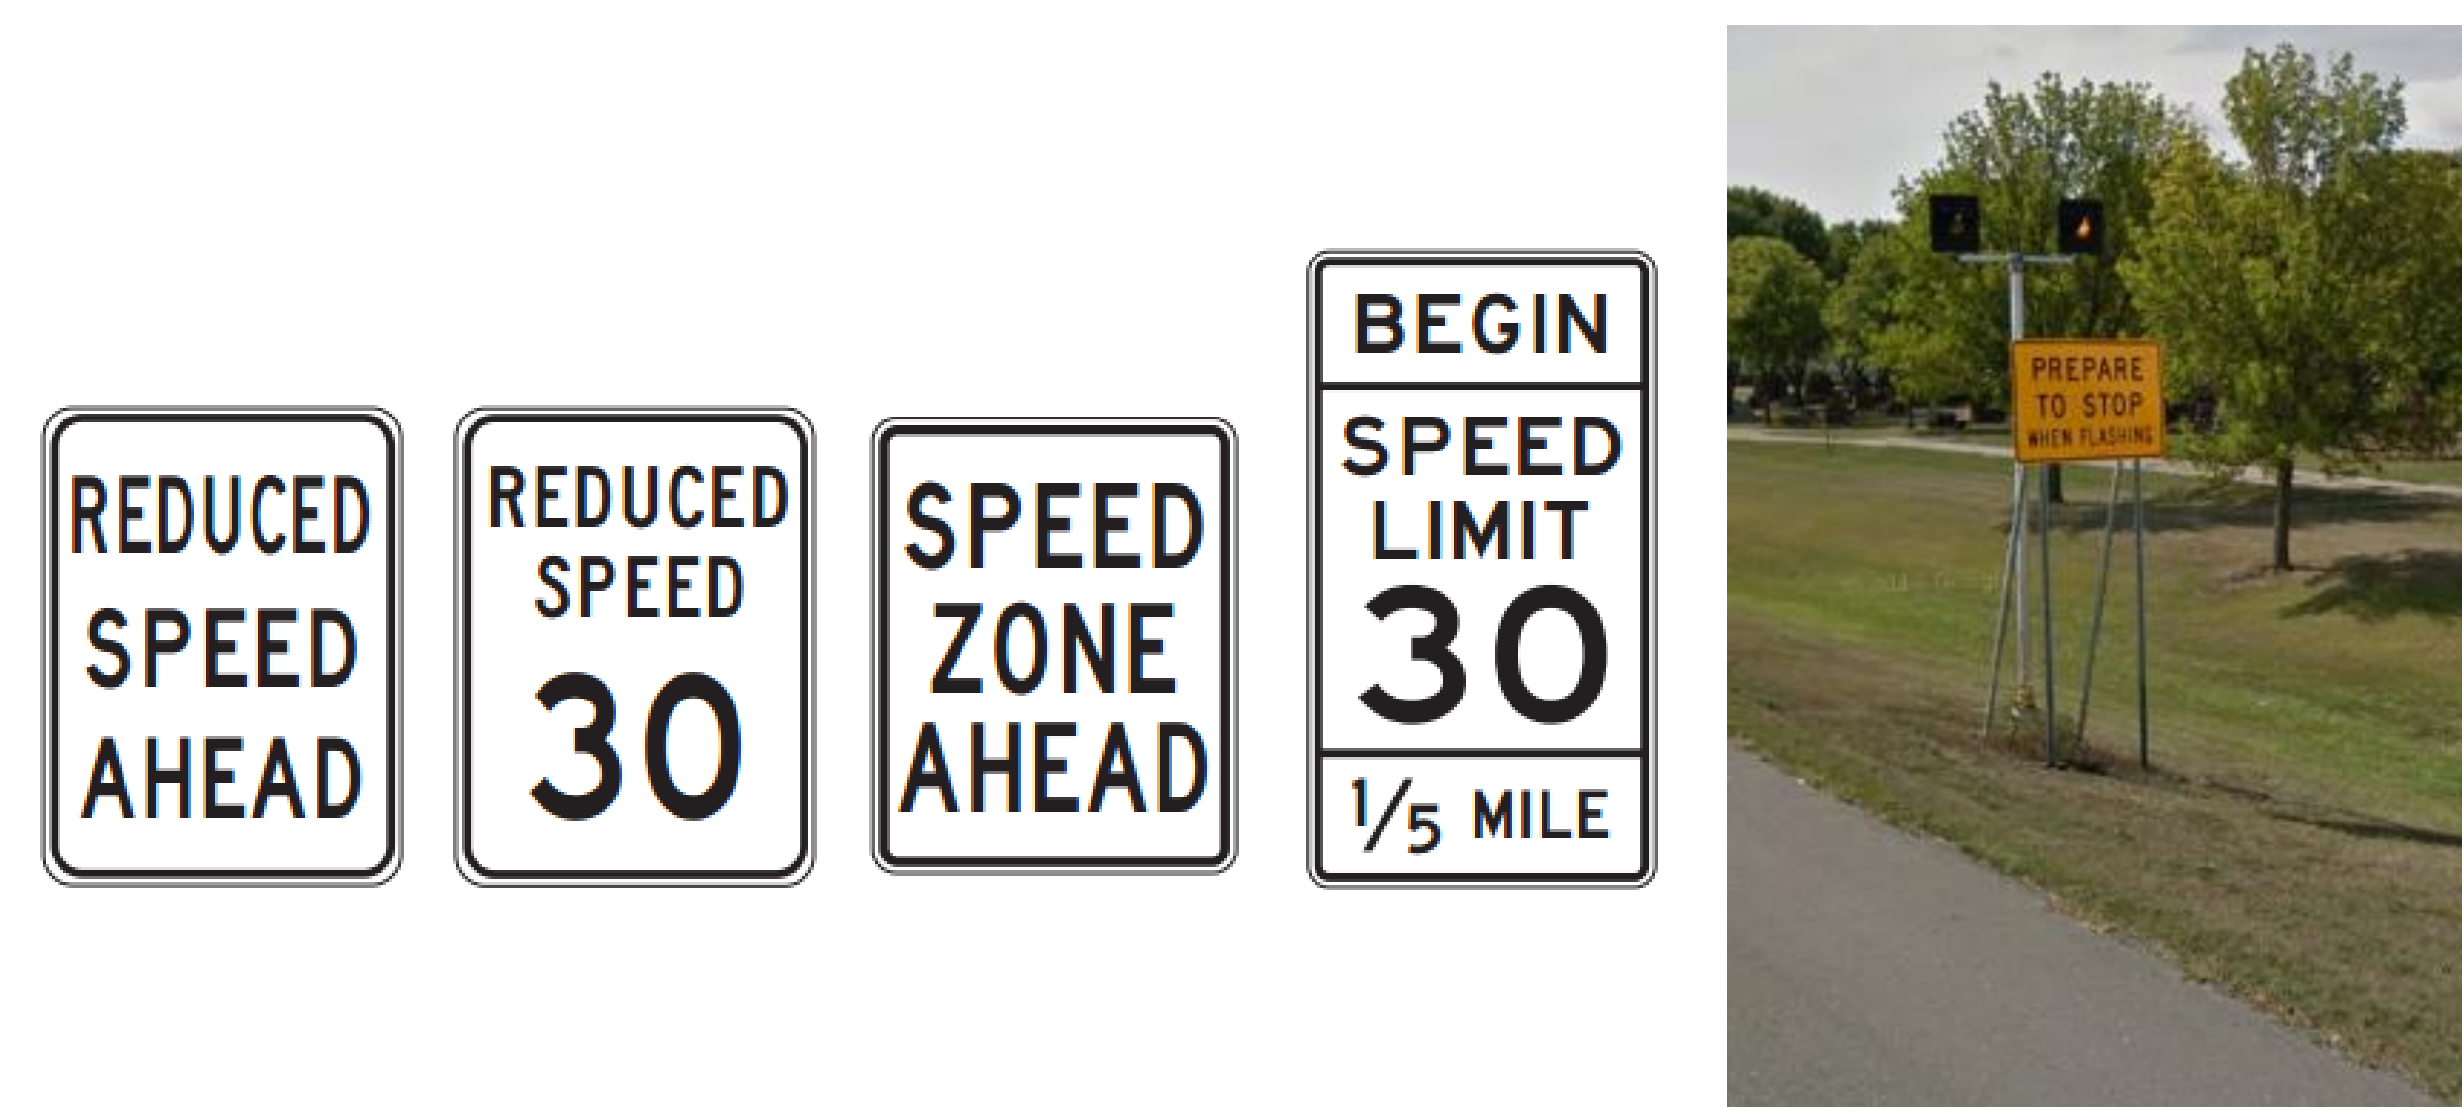 REDUCED
SPEED
AHEAD
REDUCED
SPEED
30
SPEED
ZONE
AHEAD
BEGIN
SPEED
LIMIT
30
1/5 MILE
PREPARE
TO STOP
WHEN FLASHING